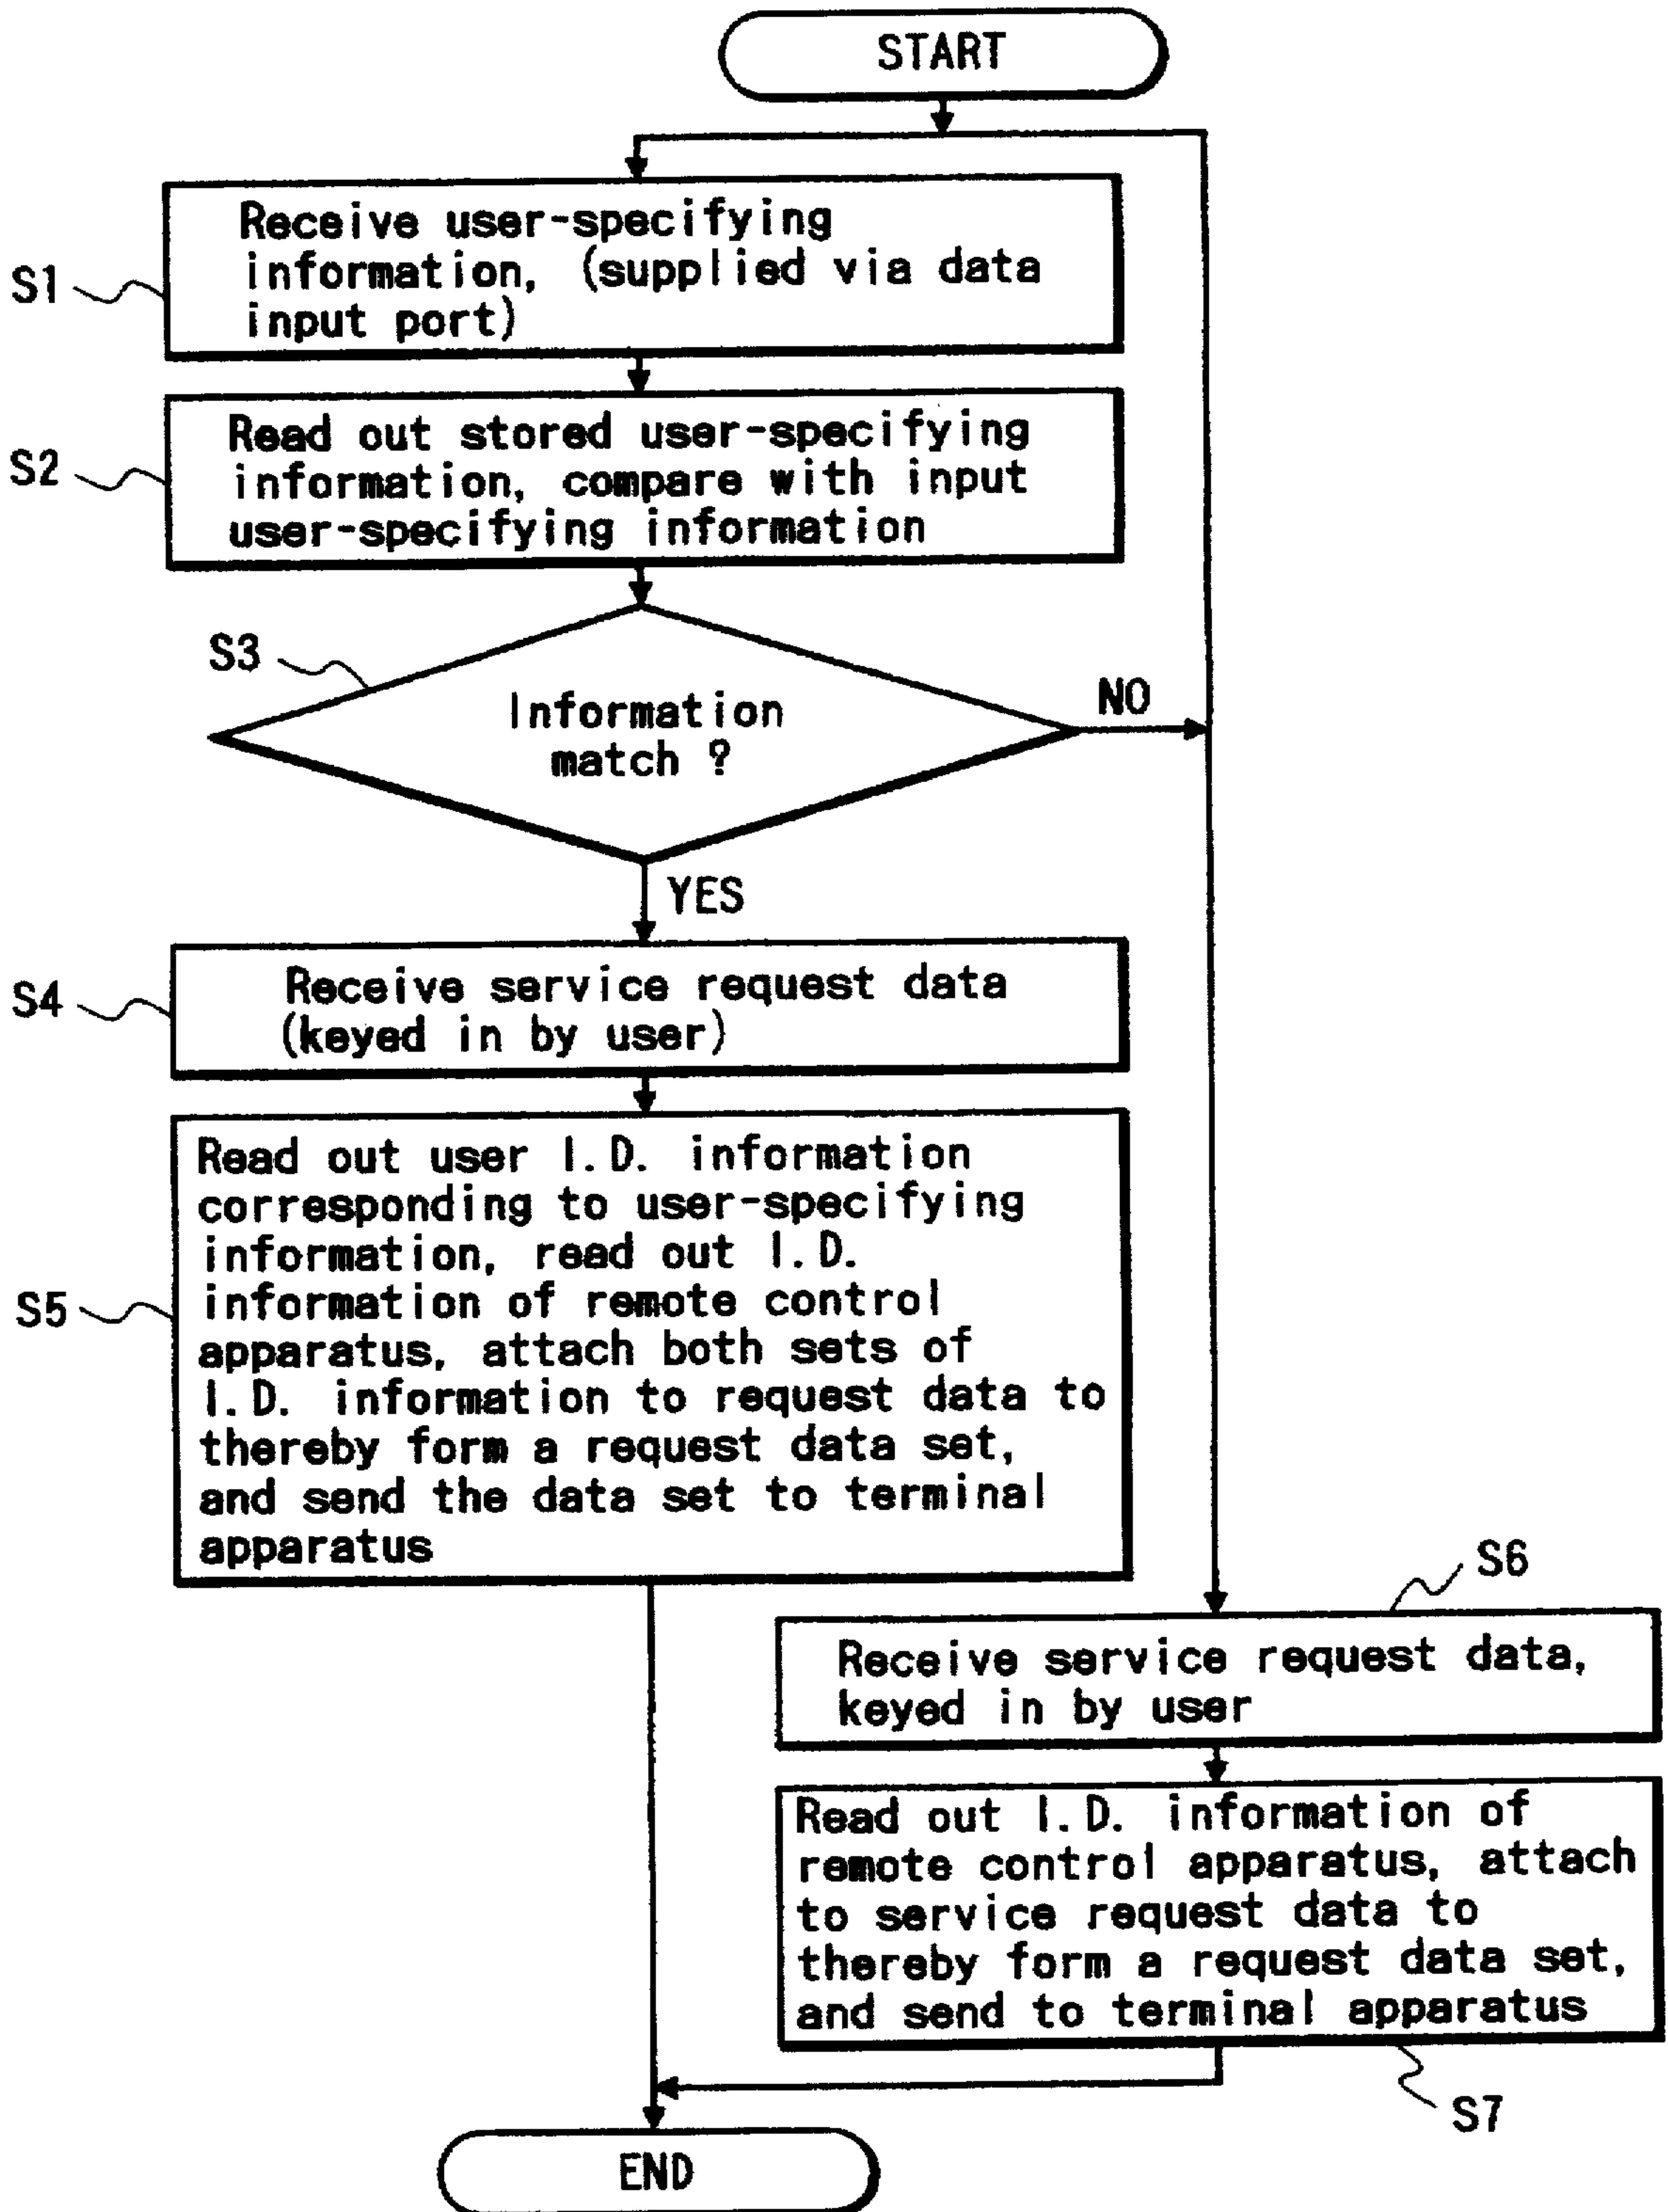 START
S1
Receive user-specifying
information, (supplied via data
input port)
S2
Read out stored user-specifying
information, compare with input
user-specifying information
S3
Information
match ?
NO
YES
S4
Receive service request data
(keyed in by user)
S5
Read out user I.D. information
corresponding to user-specifying
information, read out I.D.
information of remote control
apparatus, attach both sets of
I.D. information to request data to
thereby form a request data set,
and send the data set to terminal
apparatus
S6
Receive service request data,
keyed in by user
Read out I.D. information of
remote control apparatus, attach
to service request data to
thereby form a request data set,
and send to terminal apparatus
S7
END